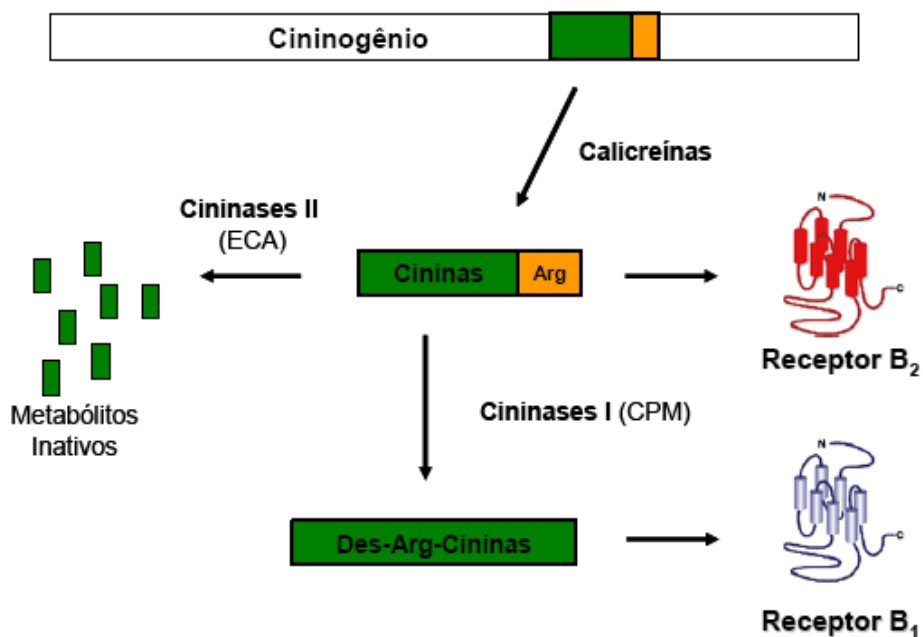 Cininogênio
Calicreínas
Cininases II
(ECA)
Cininas
Arg
N
C
Receptor B₂
Metabólitos
Inativos
Cininases I (CPM)
N
C
Des-Arg-Cininas
Receptor B₁